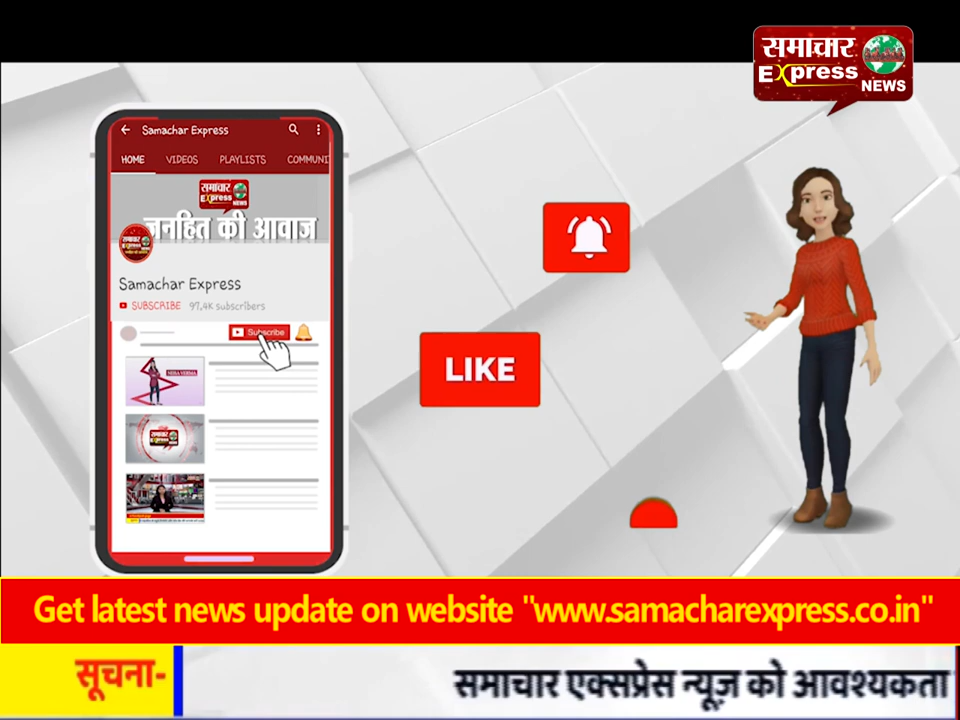 समाचार
Express
NEWS
Samachar Express
HOME VIDEOS PLAYLISTS COMMUNI
समाचार
Express
NEWS
जनहित की आवाज
Samachar Express
SUBSCRIBE 97.4K subscribers
Subscribe
LIKE
Get latest news update on website "www.samacharexpress.co.in"
सूचना- समाचार एक्सप्रेस न्यूज़ को आवश्यकता